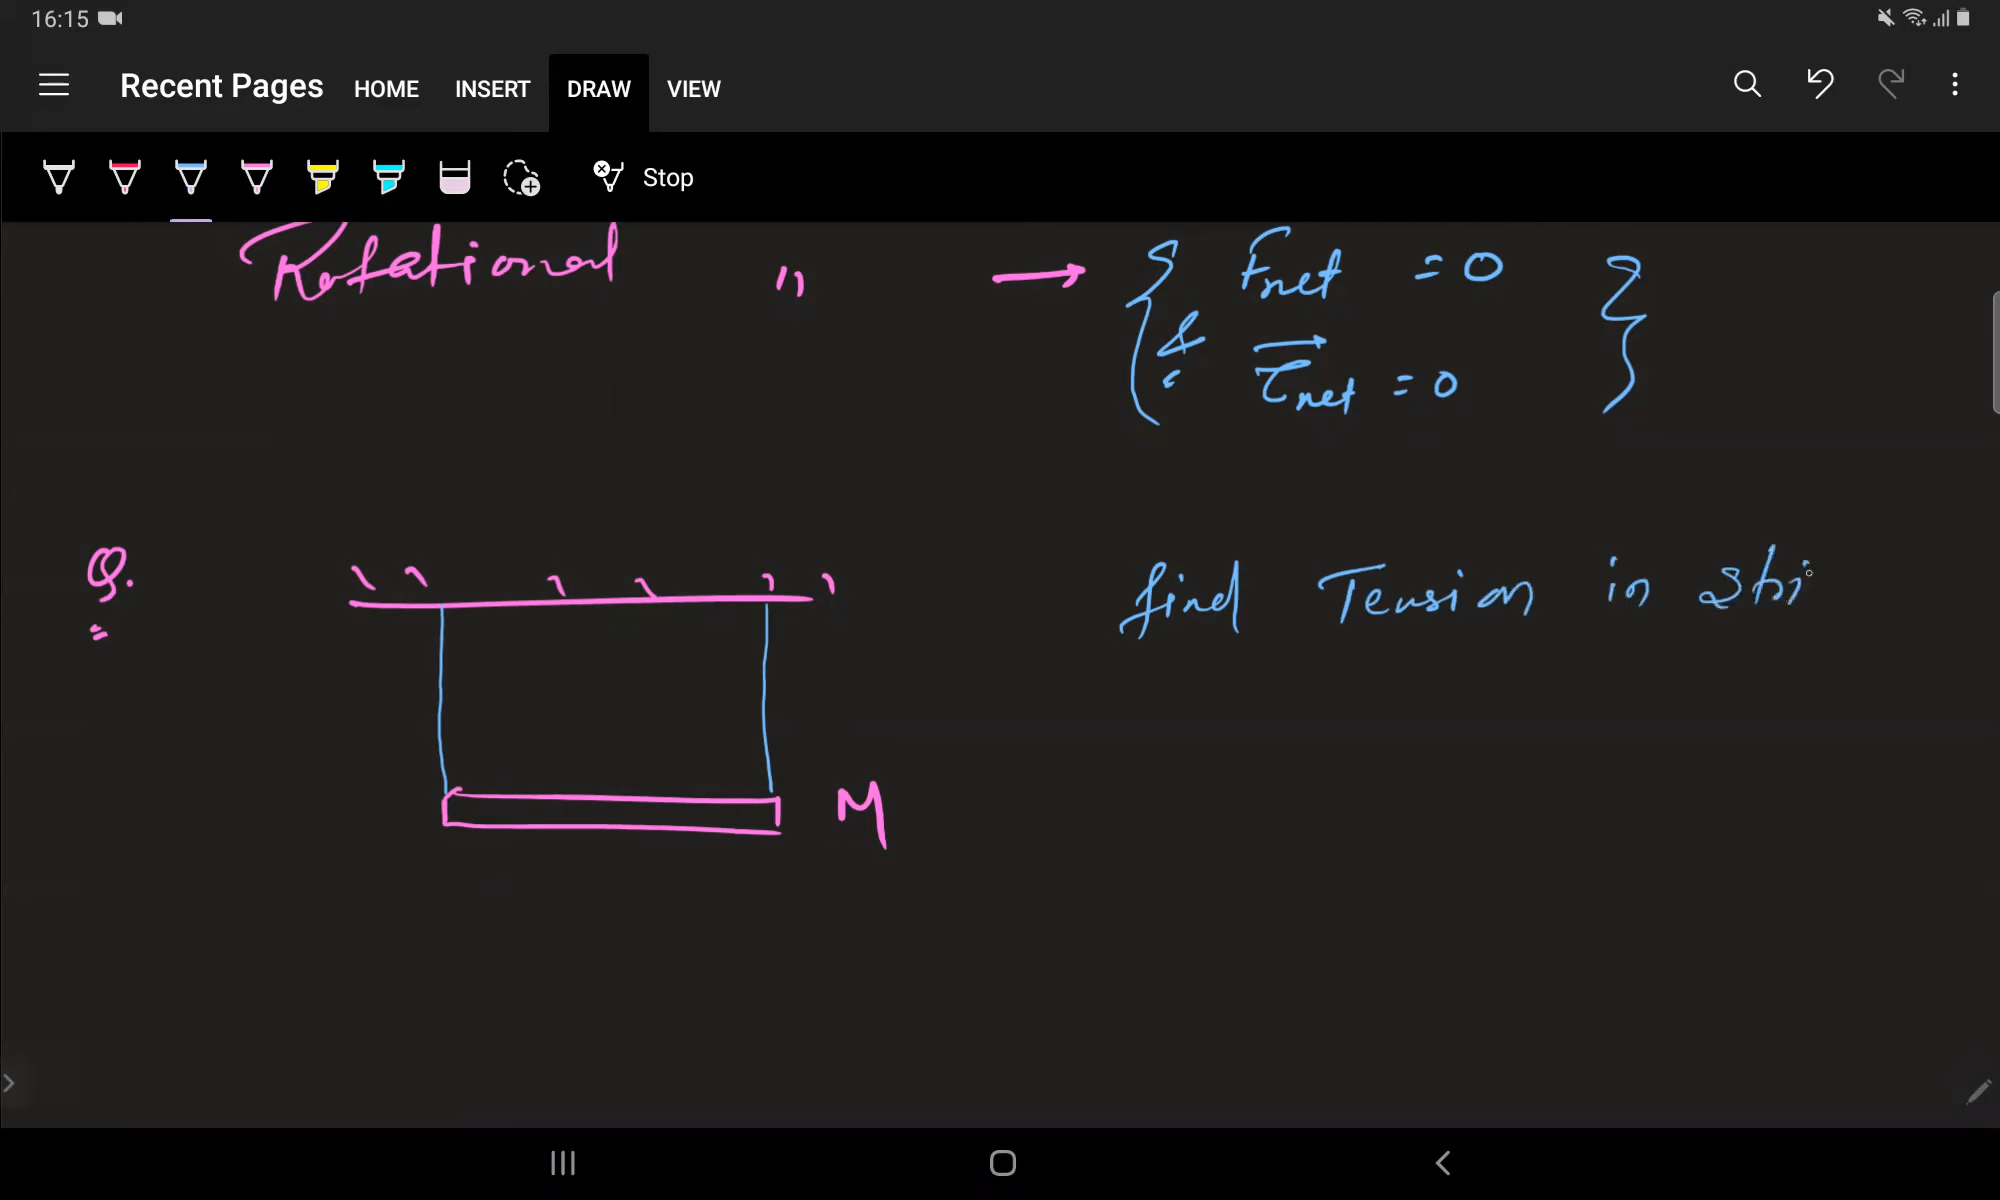 16:15
Recent Pages HOME INSERT DRAW VIEW
Stop
Rotational " → { Fnet = 0 }
& τnet = 0
Q.
find Tension in Stri
M